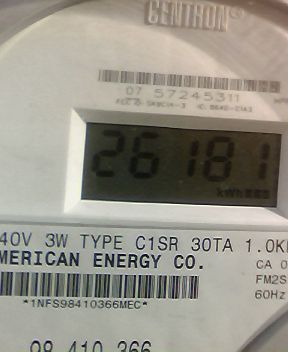 CENTRON®
07 57245311
26181
kWh
40V 3W TYPE C1SR 30TA 1.0K
MERICAN ENERGY CO.
CA 0
FM2S
*1NFS98410366MEC*
60Hz
98 410 366